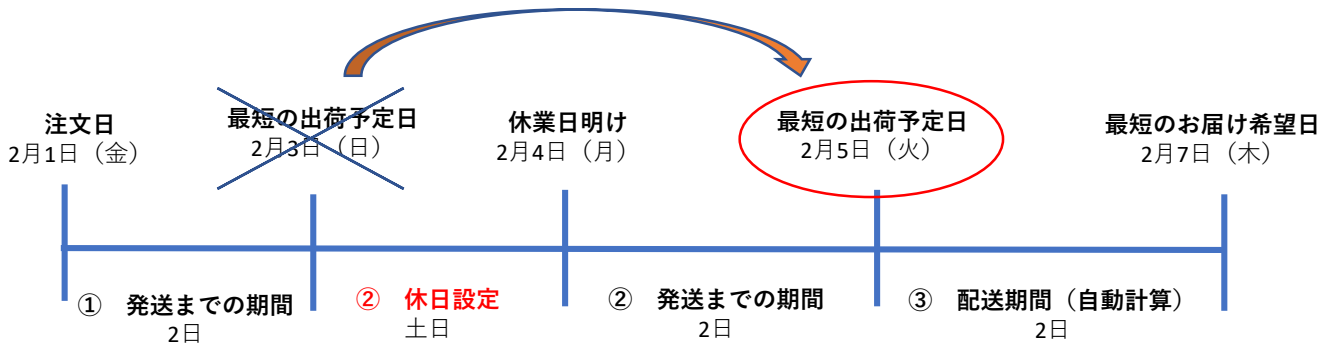 注文日
2月1日（金）
最短の出荷予定日
2月3日（日）
休業日明け
2月4日（月）
最短の出荷予定日
2月5日（火）
最短のお届け希望日
2月7日（木）
① 発送までの期間
2日
② 休日設定
土日
② 発送までの期間
2日
③ 配送期間（自動計算）
2日